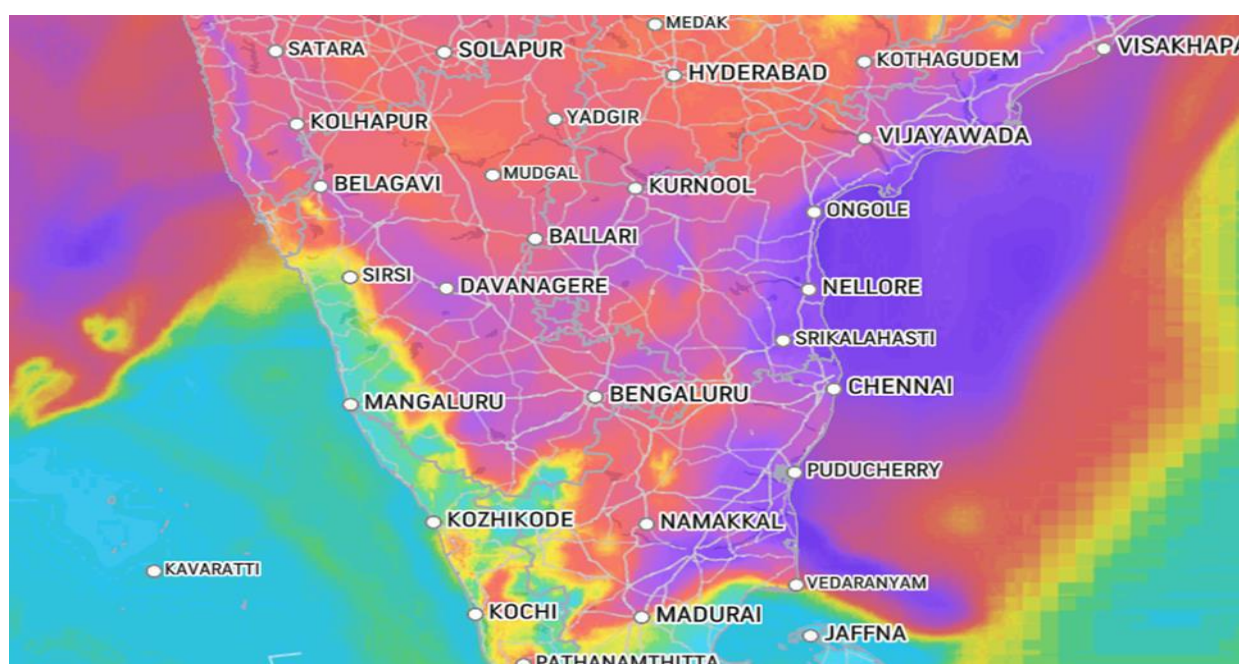 MEDAK
SATARA
SOLAPUR
VISAKHAPA
KOTHAGUDEM
HYDERABAD
KOLHAPUR
YADGIR
VIJAYAWADA
MUDGAL
BELAGAVI
KURNOOL
ONGOLE
BALLARI
SIRSI
DAVANAGERE
NELLORE
SRIKALAHASTI
BENGALURU
CHENNAI
MANGALURU
PUDUCHERRY
KOZHIKODE
NAMAKKAL
KAVARATTI
VEDARANYAM
KOCHI
MADURAI
JAFFNA
PATHANAMTHITTA